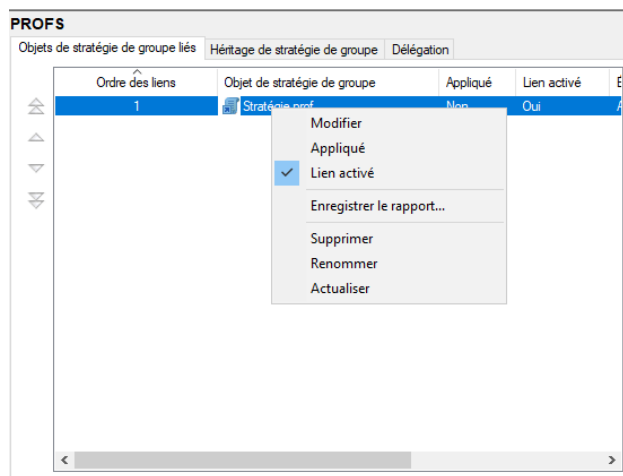 PROFS
Objets de stratégie de groupe liés Héritage de stratégie de groupe Délégation
Ordre des liens Objet de stratégie de groupe Appliqué Lien activé É
1 Stratégie prof Non Oui A
Modifier
Appliqué
Lien activé
Enregistrer le rapport...
Supprimer
Renommer
Actualiser